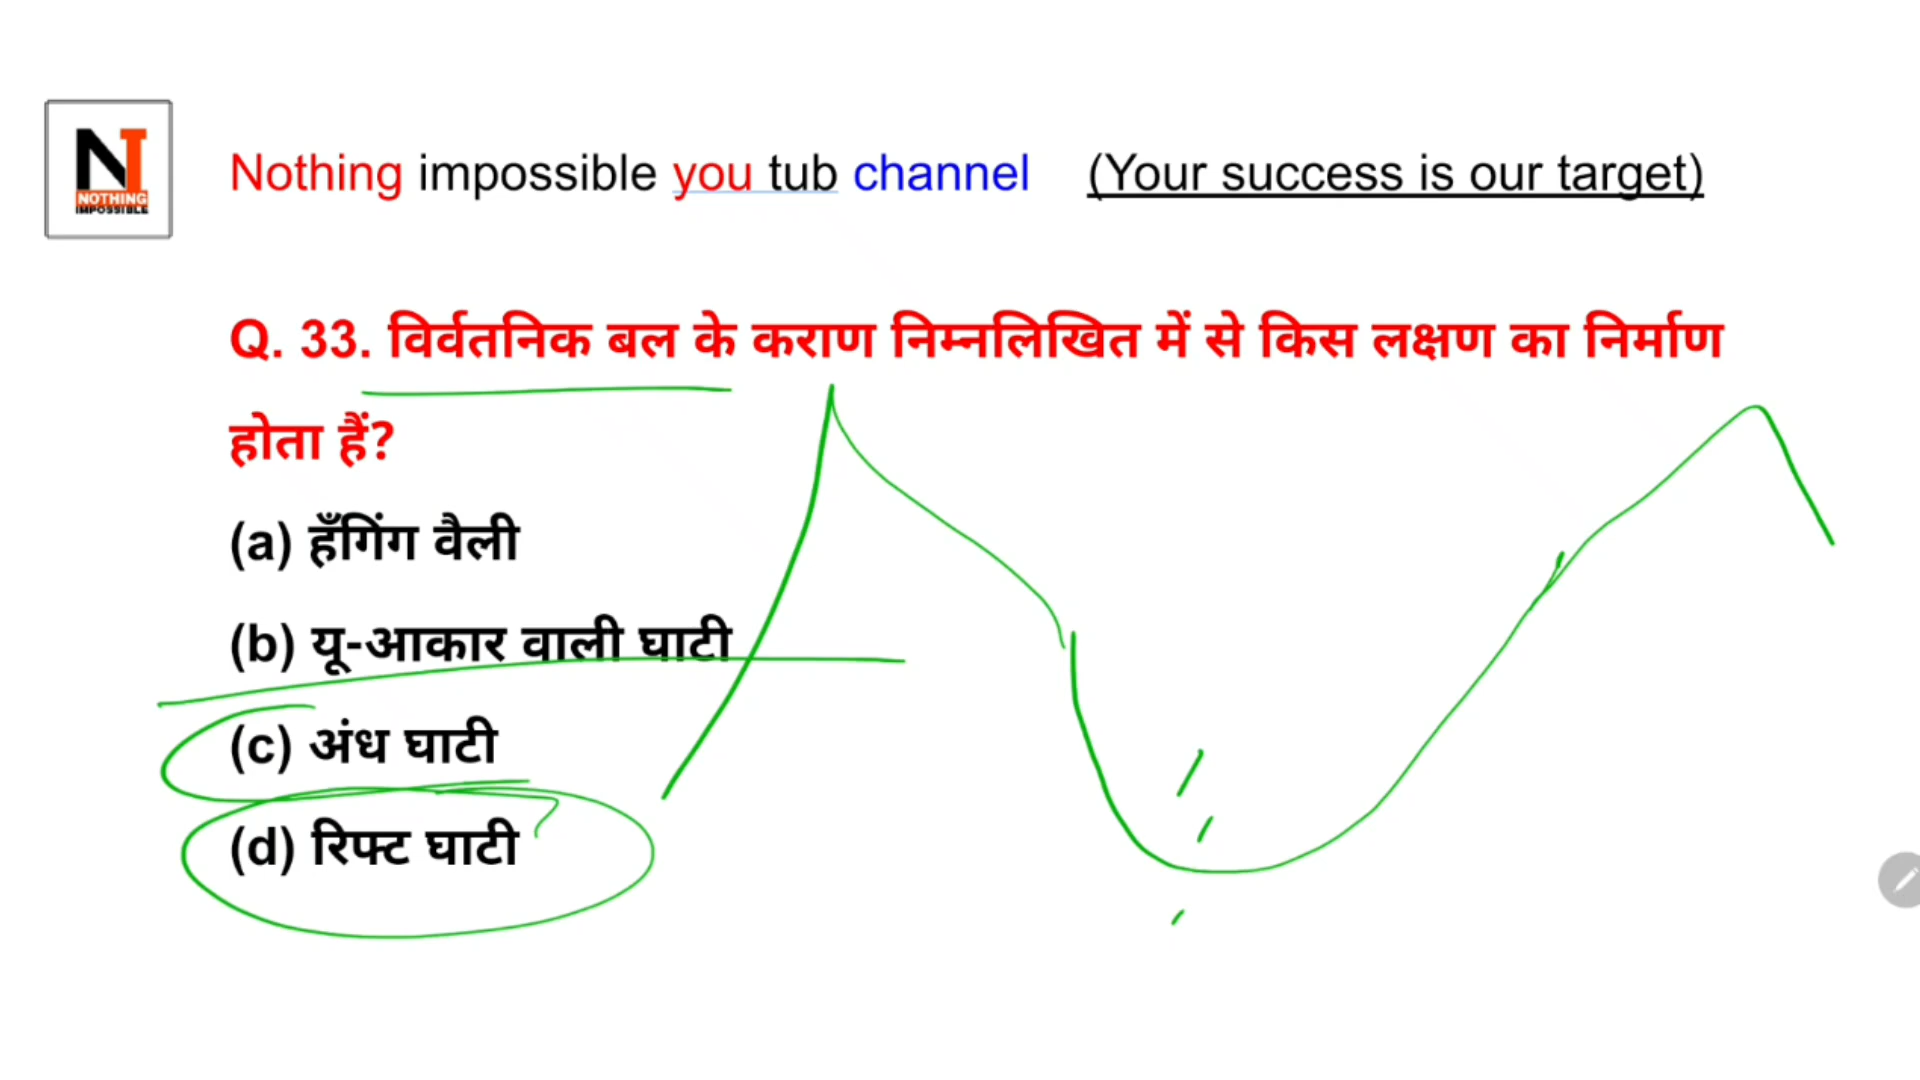 NOTHING
IMPOSSIBLE
Nothing impossible you tub channel (Your success is our target)
Q. 33. विर्वतनिक बल के कराण निम्नलिखित में से किस लक्षण का निर्माण
होता हैं?
(a) हँगिंग वैली
(b) यू-आकार वाली घाटी
(c) अंध घाटी
(d) रिफ्ट घाटी